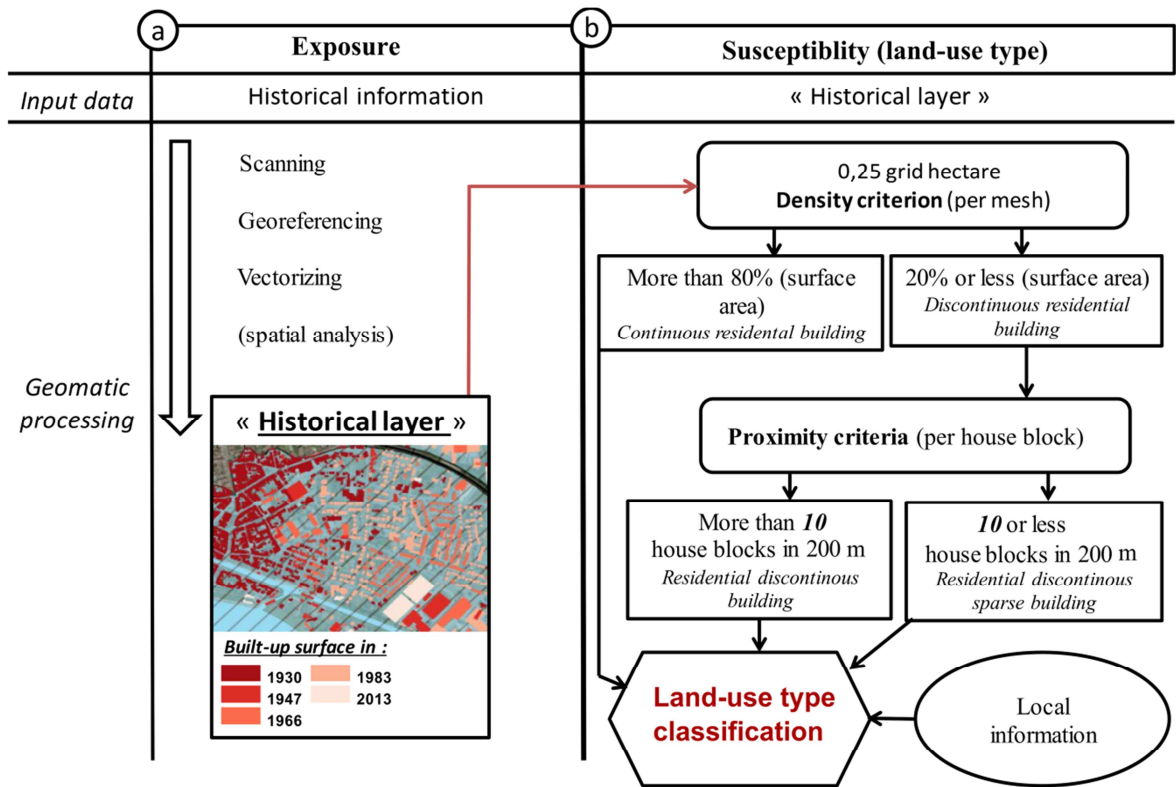 a
Exposure
b
Susceptiblity (land-use type)
Input data
Historical information
« Historical layer »
Geomatic
processing
Scanning
Georeferencing
Vectorizing
(spatial analysis)
« Historical layer »
Built-up surface in :
1930
1983
1947
2013
1966
0,25 grid hectare
Density criterion (per mesh)
More than 80% (surface
area)
Continuous residental building
20% or less (surface area)
Discontinuous residential
building
Proximity criteria (per house block)
More than 10
house blocks in 200 m
Residential discontinous
building
10 or less
house blocks in 200 m
Residential discontinous
sparse building
Land-use type
classification
Local
information